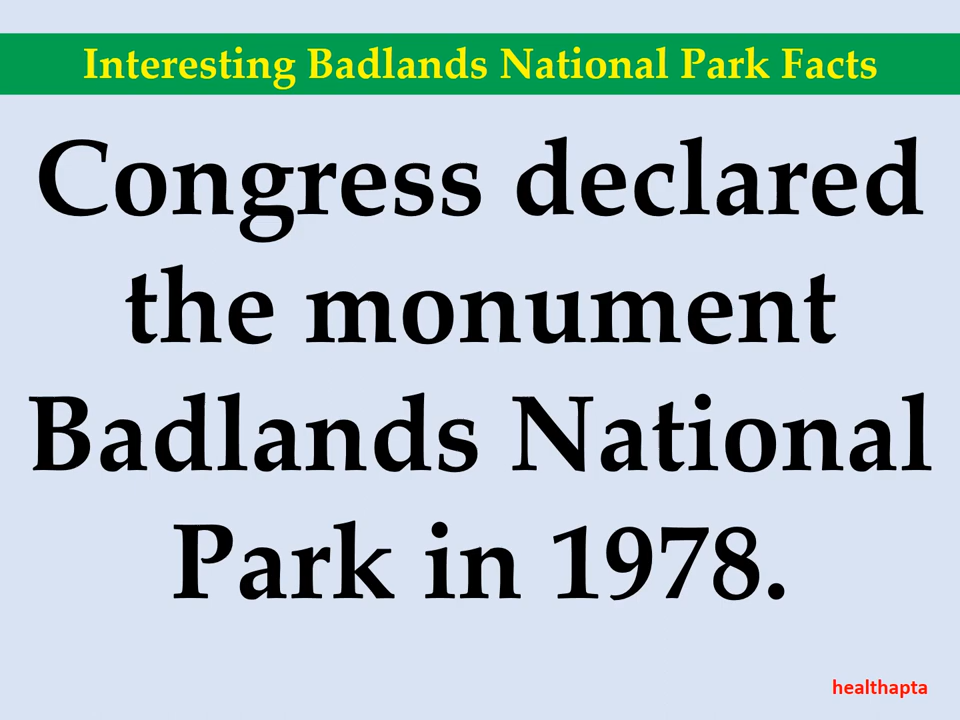 Interesting Badlands National Park Facts
Congress declared
the monument
Badlands National
Park in 1978.
healthapta